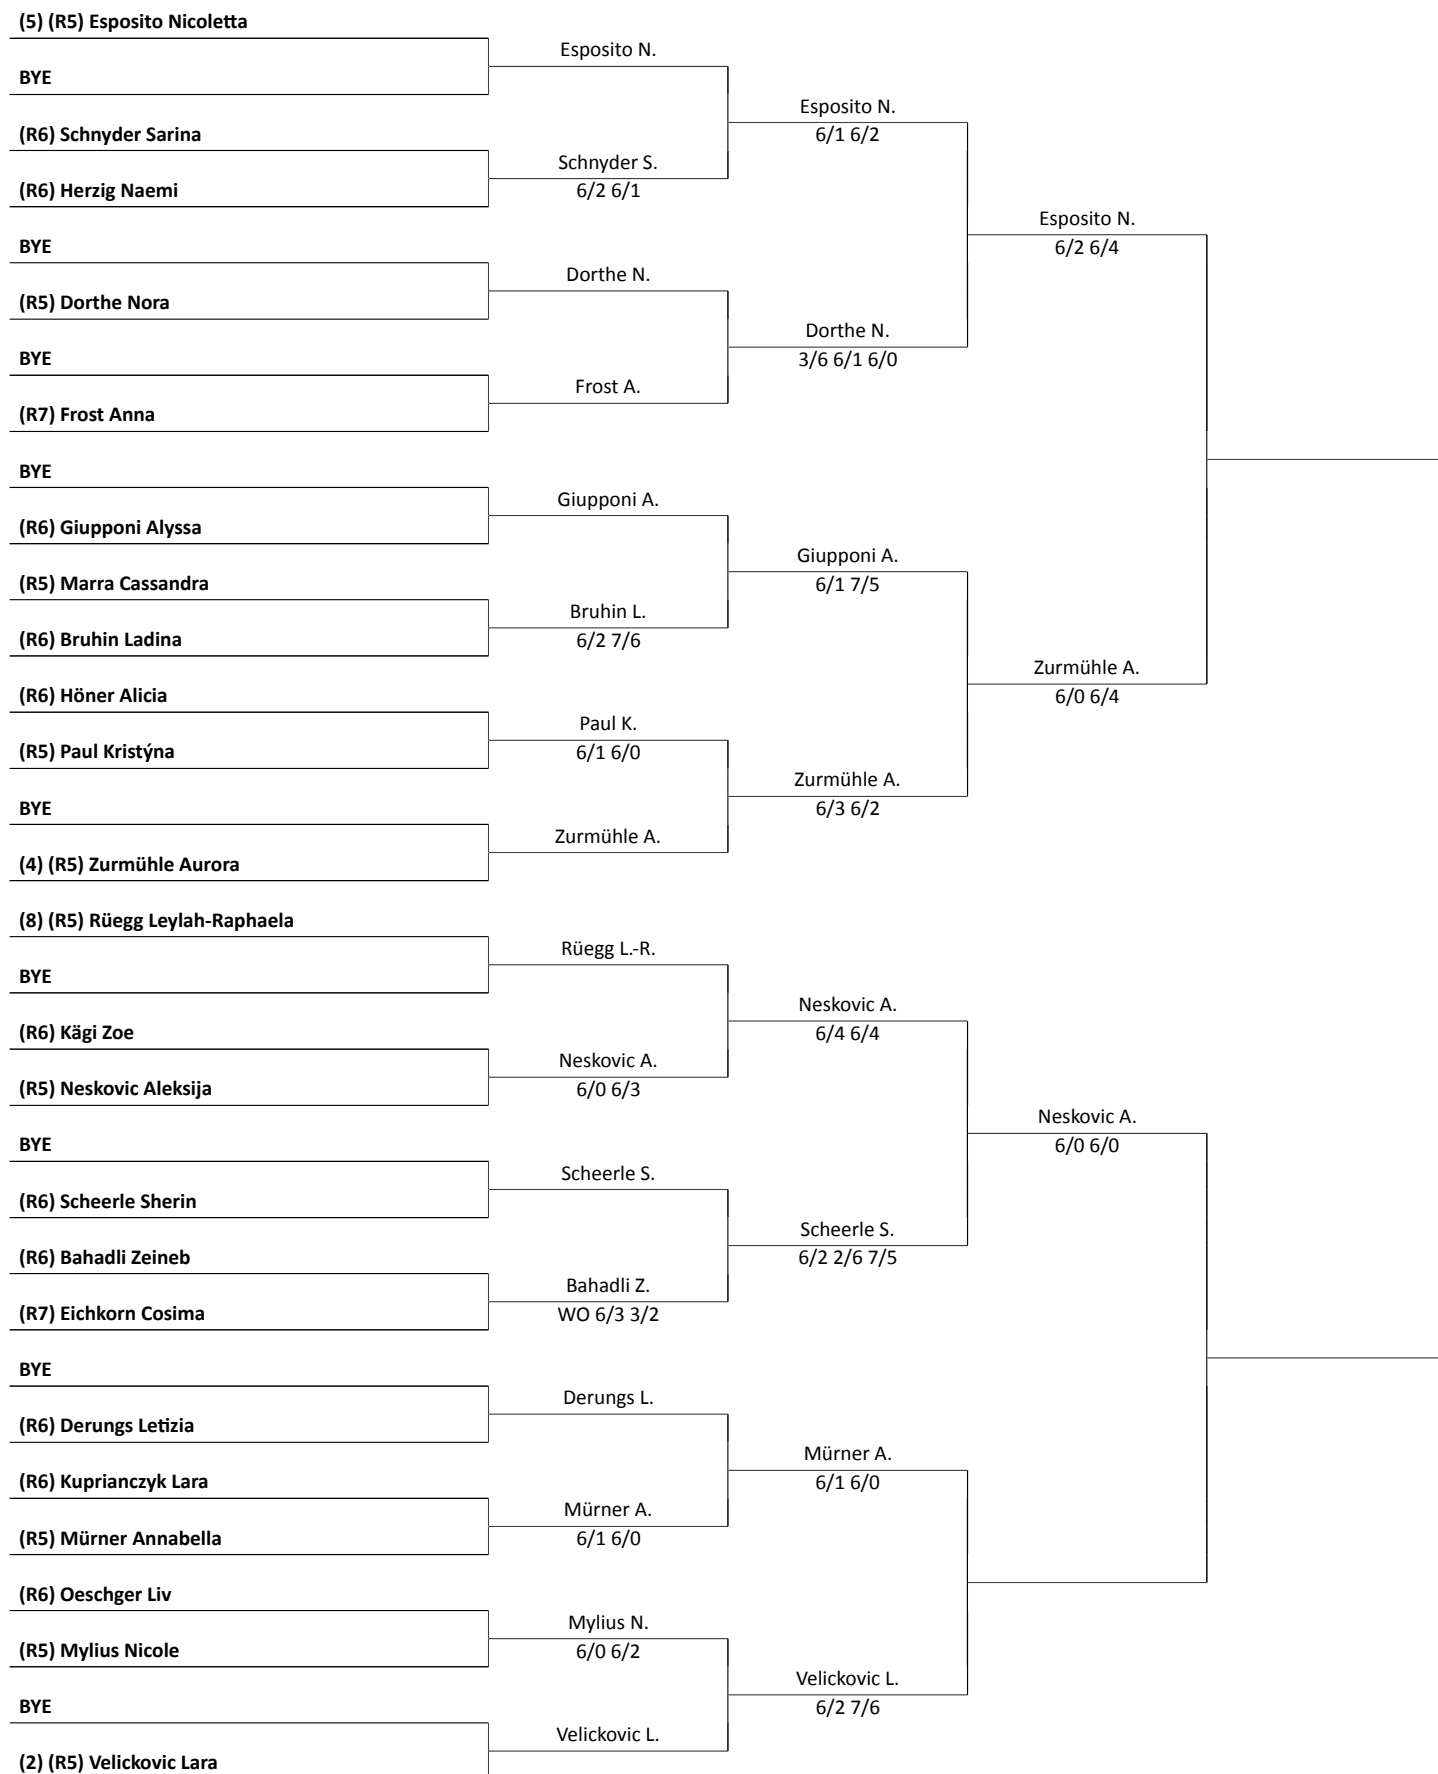 (5) (R5) Esposito Nicoletta
Esposito N.
BYE
Esposito N.
6/1 6/2
(R6) Schnyder Sarina
Schnyder S.
6/2 6/1
(R6) Herzig Naemi
Esposito N.
6/2 6/4
BYE
Dorthe N.
(R5) Dorthe Nora
Dorthe N.
3/6 6/1 6/0
BYE
Frost A.
(R7) Frost Anna
BYE
Giupponi A.
(R6) Giupponi Alyssa
Giupponi A.
6/1 7/5
(R5) Marra Cassandra
Bruhin L.
6/2 7/6
(R6) Bruhin Ladina
Zurmühle A.
6/0 6/4
(R6) Höner Alicia
Paul K.
6/1 6/0
(R5) Paul Kristýna
Zurmühle A.
6/3 6/2
BYE
Zurmühle A.
(4) (R5) Zurmühle Aurora
(8) (R5) Rüegg Leylah-Raphaela
Rüegg L.-R.
BYE
Neskovic A.
6/4 6/4
(R6) Kägi Zoe
Neskovic A.
6/0 6/3
(R5) Neskovic Aleksija
Neskovic A.
6/0 6/0
BYE
Scheerle S.
(R6) Scheerle Sherin
Scheerle S.
6/2 2/6 7/5
(R6) Bahadli Zeineb
Bahadli Z.
WO 6/3 3/2
(R7) Eichkorn Cosima
BYE
Derungs L.
(R6) Derungs Letizia
Mürner A.
6/1 6/0
(R6) Kuprianczyk Lara
Mürner A.
6/1 6/0
(R5) Mürner Annabella
(R6) Oeschger Liv
Mylius N.
6/0 6/2
(R5) Mylius Nicole
Velickovic L.
6/2 7/6
BYE
Velickovic L.
(2) (R5) Velickovic Lara